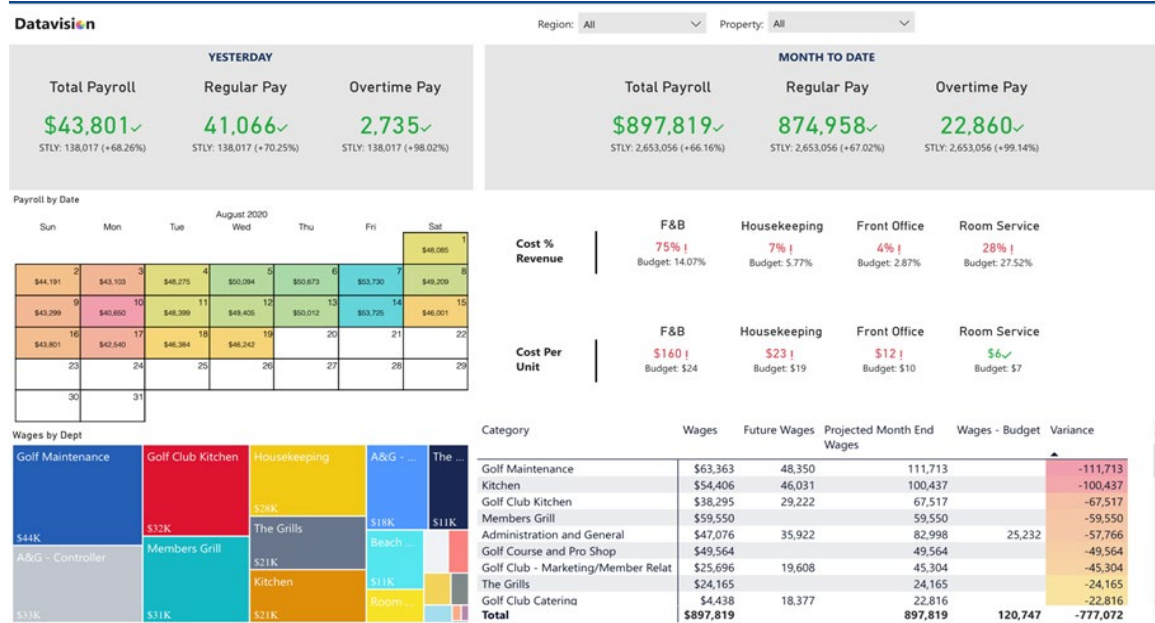 Datavision
Region: All
Property: All
YESTERDAY
Total Payroll Regular Pay Overtime Pay
$43,801 41,066 2,735
STLY: 138,017 (+68.26%) STLY: 138,017 (+70.25%) STLY: 138,017 (+98.02%)
MONTH TO DATE
Total Payroll Regular Pay Overtime Pay
$897,819 874,958 22,860
STLY: 2,653,056 (+66.16%) STLY: 2,653,056 (+67.02%) STLY: 2,653,056 (+99.14%)
Payroll by Date
August 2020
Sun Mon Tue Wed Thu Fri Sat
1
$48,085
2 3 4 5 6 7 8
$44,191 $43,103 $48,275 $50,094 $50,673 $53,730 $49,209
9 10 11 12 13 14 15
$43,299 $40,650 $48,399 $49,405 $50,012 $53,725 $46,001
16 17 18 19 20 21 22
$43,801 $42,540 $46,384 $46,242
23 24 25 26 27 28 29
30 31
Cost %
Revenue
F&B Housekeeping Front Office Room Service
75% ! 7% ! 4% ! 28% !
Budget: 14.07% Budget: 5.77% Budget: 2.87% Budget: 27.52%
Cost Per
Unit
F&B Housekeeping Front Office Room Service
$160 ! $23 ! $12 ! $6
Budget: $24 Budget: $19 Budget: $10 Budget: $7
Wages by Dept
Golf Maintenance
$44K
A&G - Controller
$33K
Golf Club Kitchen
$32K
Members Grill
$31K
Housekeeping
$28K
The Grills
$21K
Kitchen
$21K
A&G - ...
$18K
The ...
$11K
Beach ...
$11K
Room ...
Category Wages Future Wages Projected Month End Wages - Budget Variance
Wages
Golf Maintenance $63,363 48,350 111,713 -111,713
Kitchen $54,406 46,031 100,437 -100,437
Golf Club Kitchen $38,295 29,222 67,517 -67,517
Members Grill $59,550 59,550 -59,550
Administration and General $47,076 35,922 82,998 25,232 -57,766
Golf Course and Pro Shop $49,564 49,564 -49,564
Golf Club - Marketing/Member Relat $25,696 19,608 45,304 -45,304
The Grills $24,165 24,165 -24,165
Golf Club Catering $4,438 18,377 22,816 -22,816
Total $897,819 897,819 120,747 -777,072